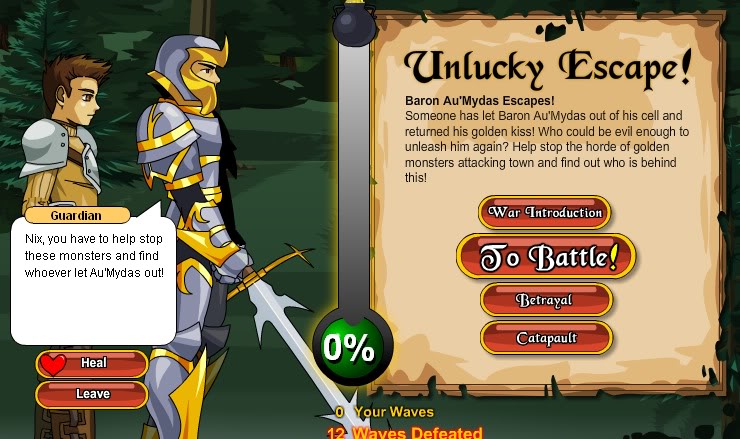 Unlucky Escape!
Baron Au'Mydas Escapes!
Someone has let Baron Au'Mydas out of his cell and
returned his golden kiss! Who could be evil enough to
unleash him again? Help stop the horde of golden
monsters attacking town and find out who is behind
this!
War Introduction
To Battle!
Betrayal
Catapault
Guardian
Nix, you have to help stop
these monsters and find
whoever let Au'Mydas out!
Heal
Leave
0%
0 Your Waves
12 Waves Defeated